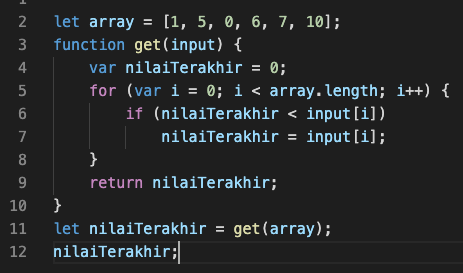 2 let array = [1, 5, 0, 6, 7, 10];
3 function get(input) {
4     var nilaiTerakhir = 0;
5     for (var i = 0; i < array.length; i++) {
6         if (nilaiTerakhir < input[i])
7             nilaiTerakhir = input[i];
8     }
9     return nilaiTerakhir;
10 }
11 let nilaiTerakhir = get(array);
12 nilaiTerakhir;